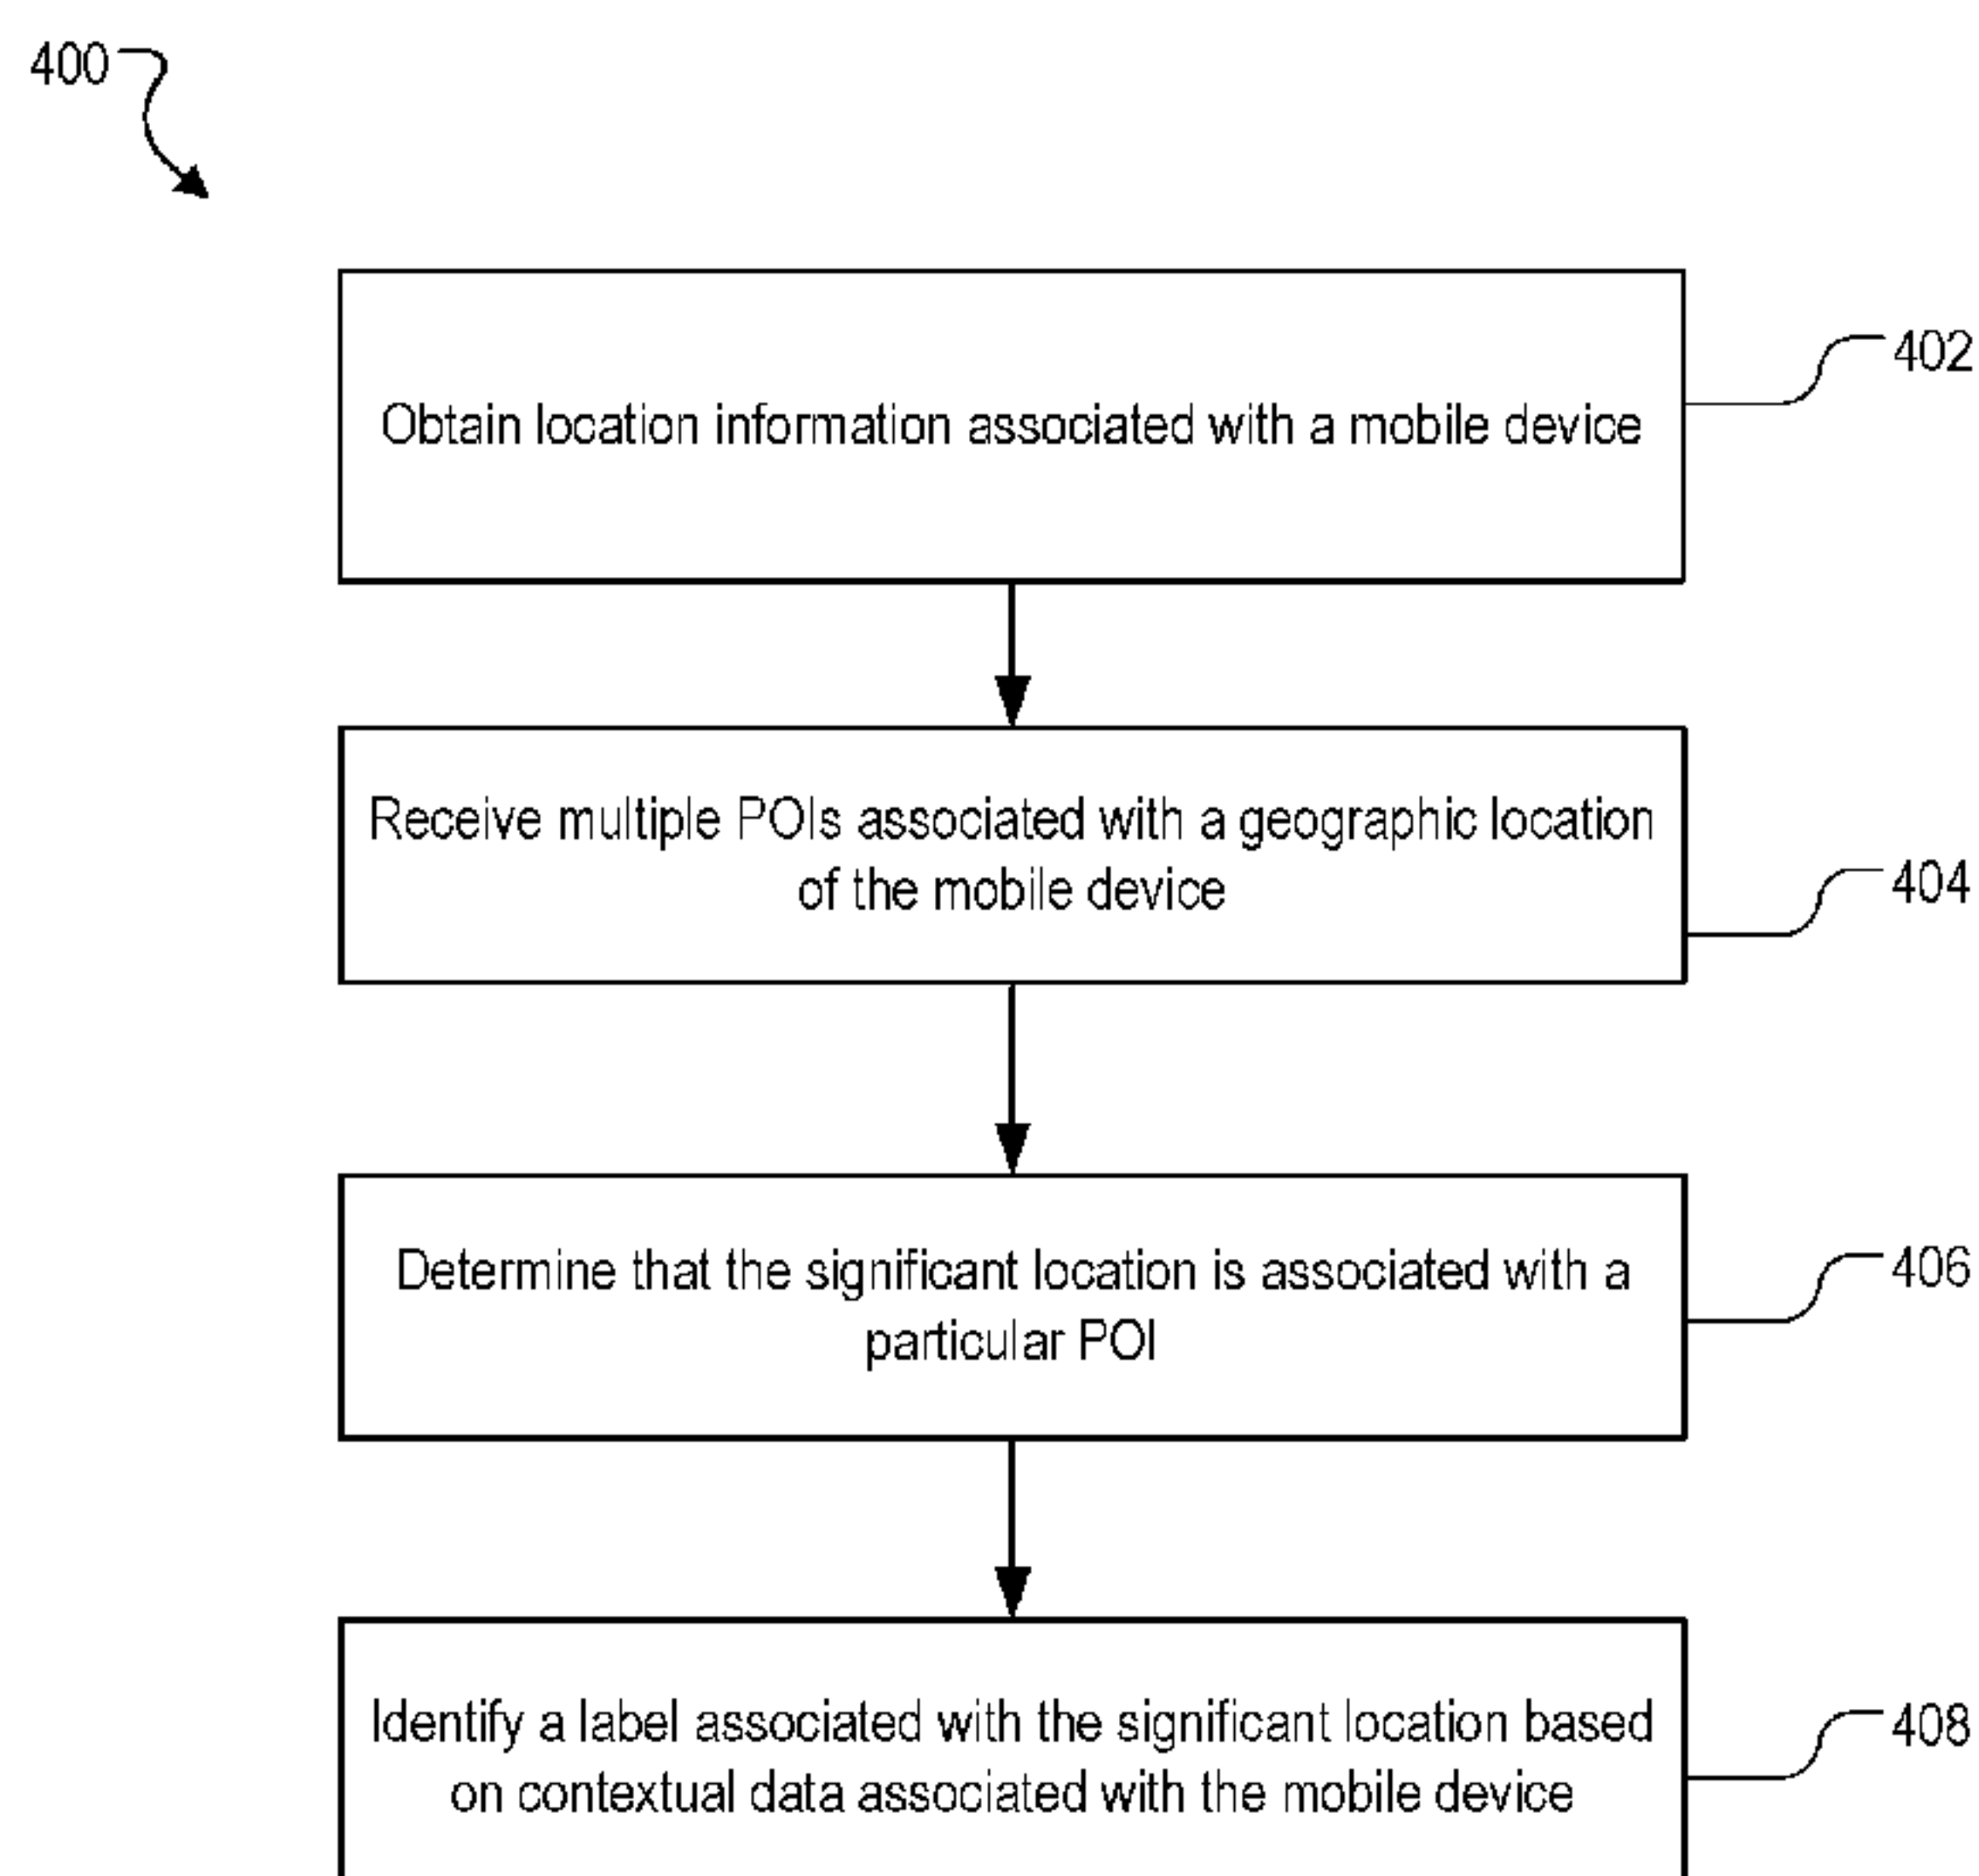 400
Obtain location information associated with a mobile device
402
Receive multiple POIs associated with a geographic location
of the mobile device
404
Determine that the significant location is associated with a
particular POI
406
Identify a label associated with the significant location based
on contextual data associated with the mobile device
408